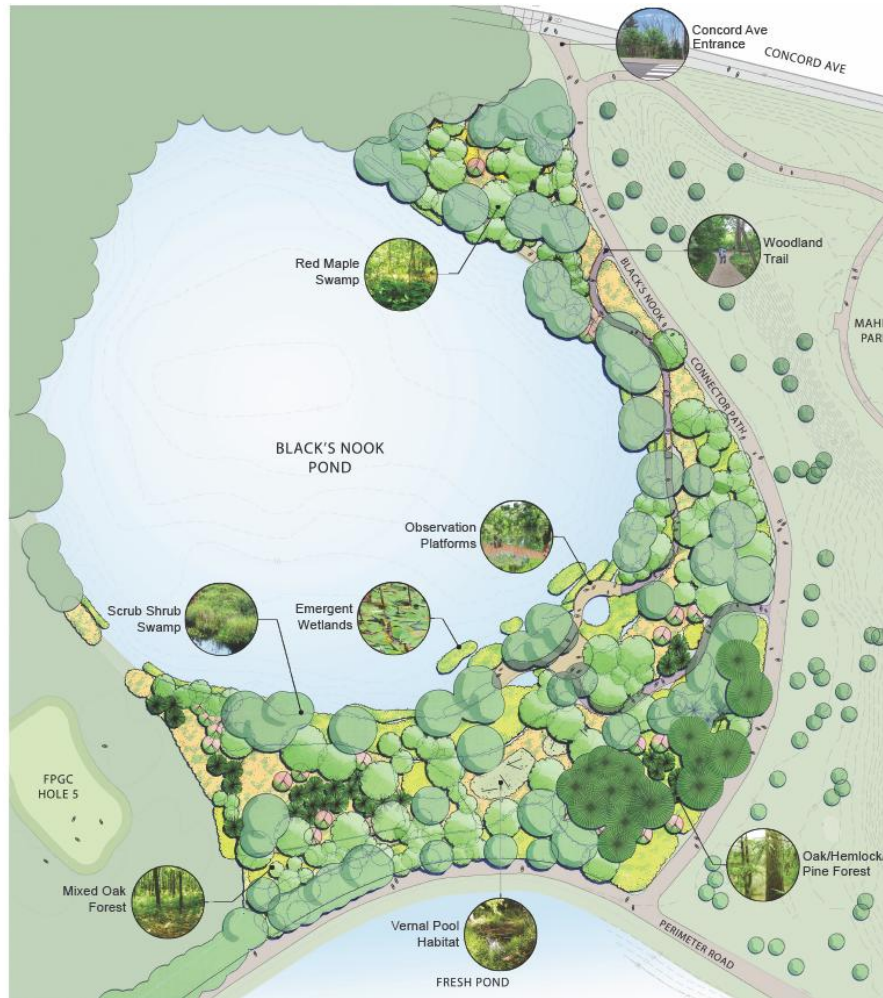 Concord Ave
Entrance
CONCORD AVE
Woodland
Trail
Red Maple
Swamp
BLACK'S NOOK
CONNECTOR PATH
PARK
BLACK'S NOOK
POND
Observation
Platforms
Scrub Shrub
Swamp
Emergent
Wetlands
FPGC
HOLE 5
Oak/Hemlock/
Pine Forest
Mixed Oak
Forest
Vernal Pool
Habitat
PERIMETER ROAD
FRESH POND